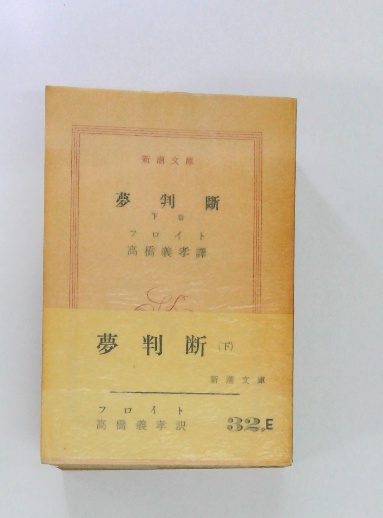 新潮文庫
夢判斷
下巻
フロイト
高橋義孝譯
夢判断(下)
新潮文庫
フロイト
高橋義孝訳
32,E